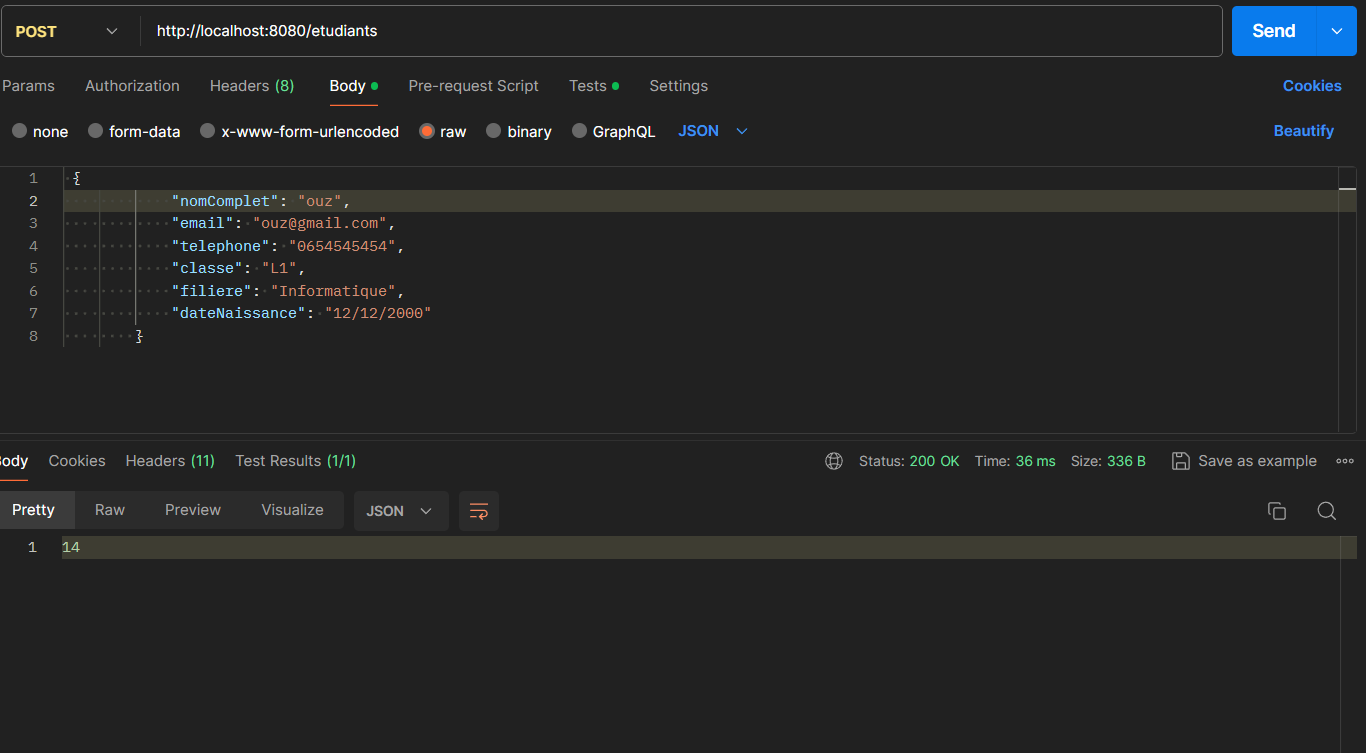 POST http://localhost:8080/etudiants Send
Params Authorization Headers (8) Body Pre-request Script Tests Settings Cookies
none form-data x-www-form-urlencoded raw binary GraphQL JSON Beautify
1 {
2 "nomComplet": "ouz",
3 "email": "ouz@gmail.com",
4 "telephone": "0654545454",
5 "classe": "L1",
6 "filiere": "Informatique",
7 "dateNaissance": "12/12/2000"
8 }
Body Cookies Headers (11) Test Results (1/1) Status: 200 OK Time: 36 ms Size: 336 B Save as example
Pretty Raw Preview Visualize JSON
1 14